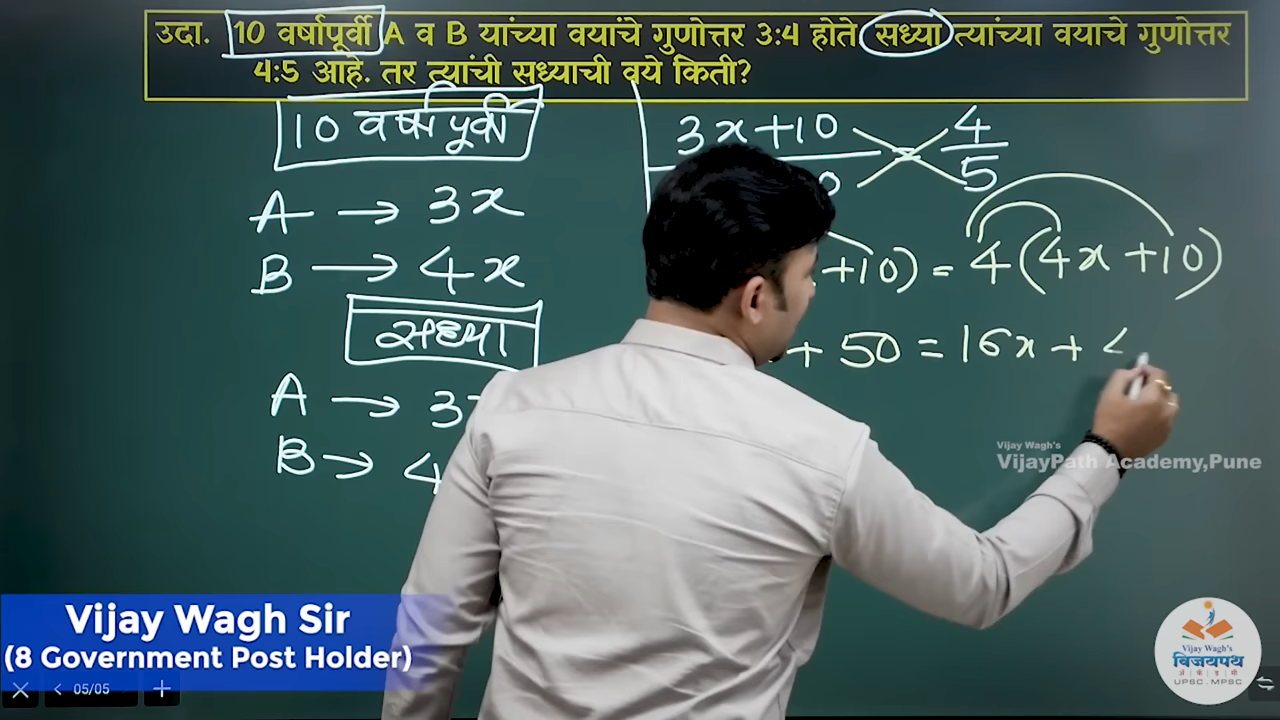 उदा. 10 वर्षापूर्वी A व B यांच्या वयांचे गुणोत्तर 3:4 होते सध्या त्यांच्या वयाचे गुणोत्तर
4:5 आहे. तर त्यांची सध्याची वये किती?
10 वर्षापूर्वी
A → 3x
B → 4x
सध्या
A → 3
B → 4
3x+10 = 4
0 5
+10) = 4(4x+10)
+ 50 = 16x +
Vijay Wagh's
VijayPath Academy,Pune
Vijay Wagh Sir
(8 Government Post Holder)
05/05
Vijay Wagh's
विजयपथ
UPSC . MPSC